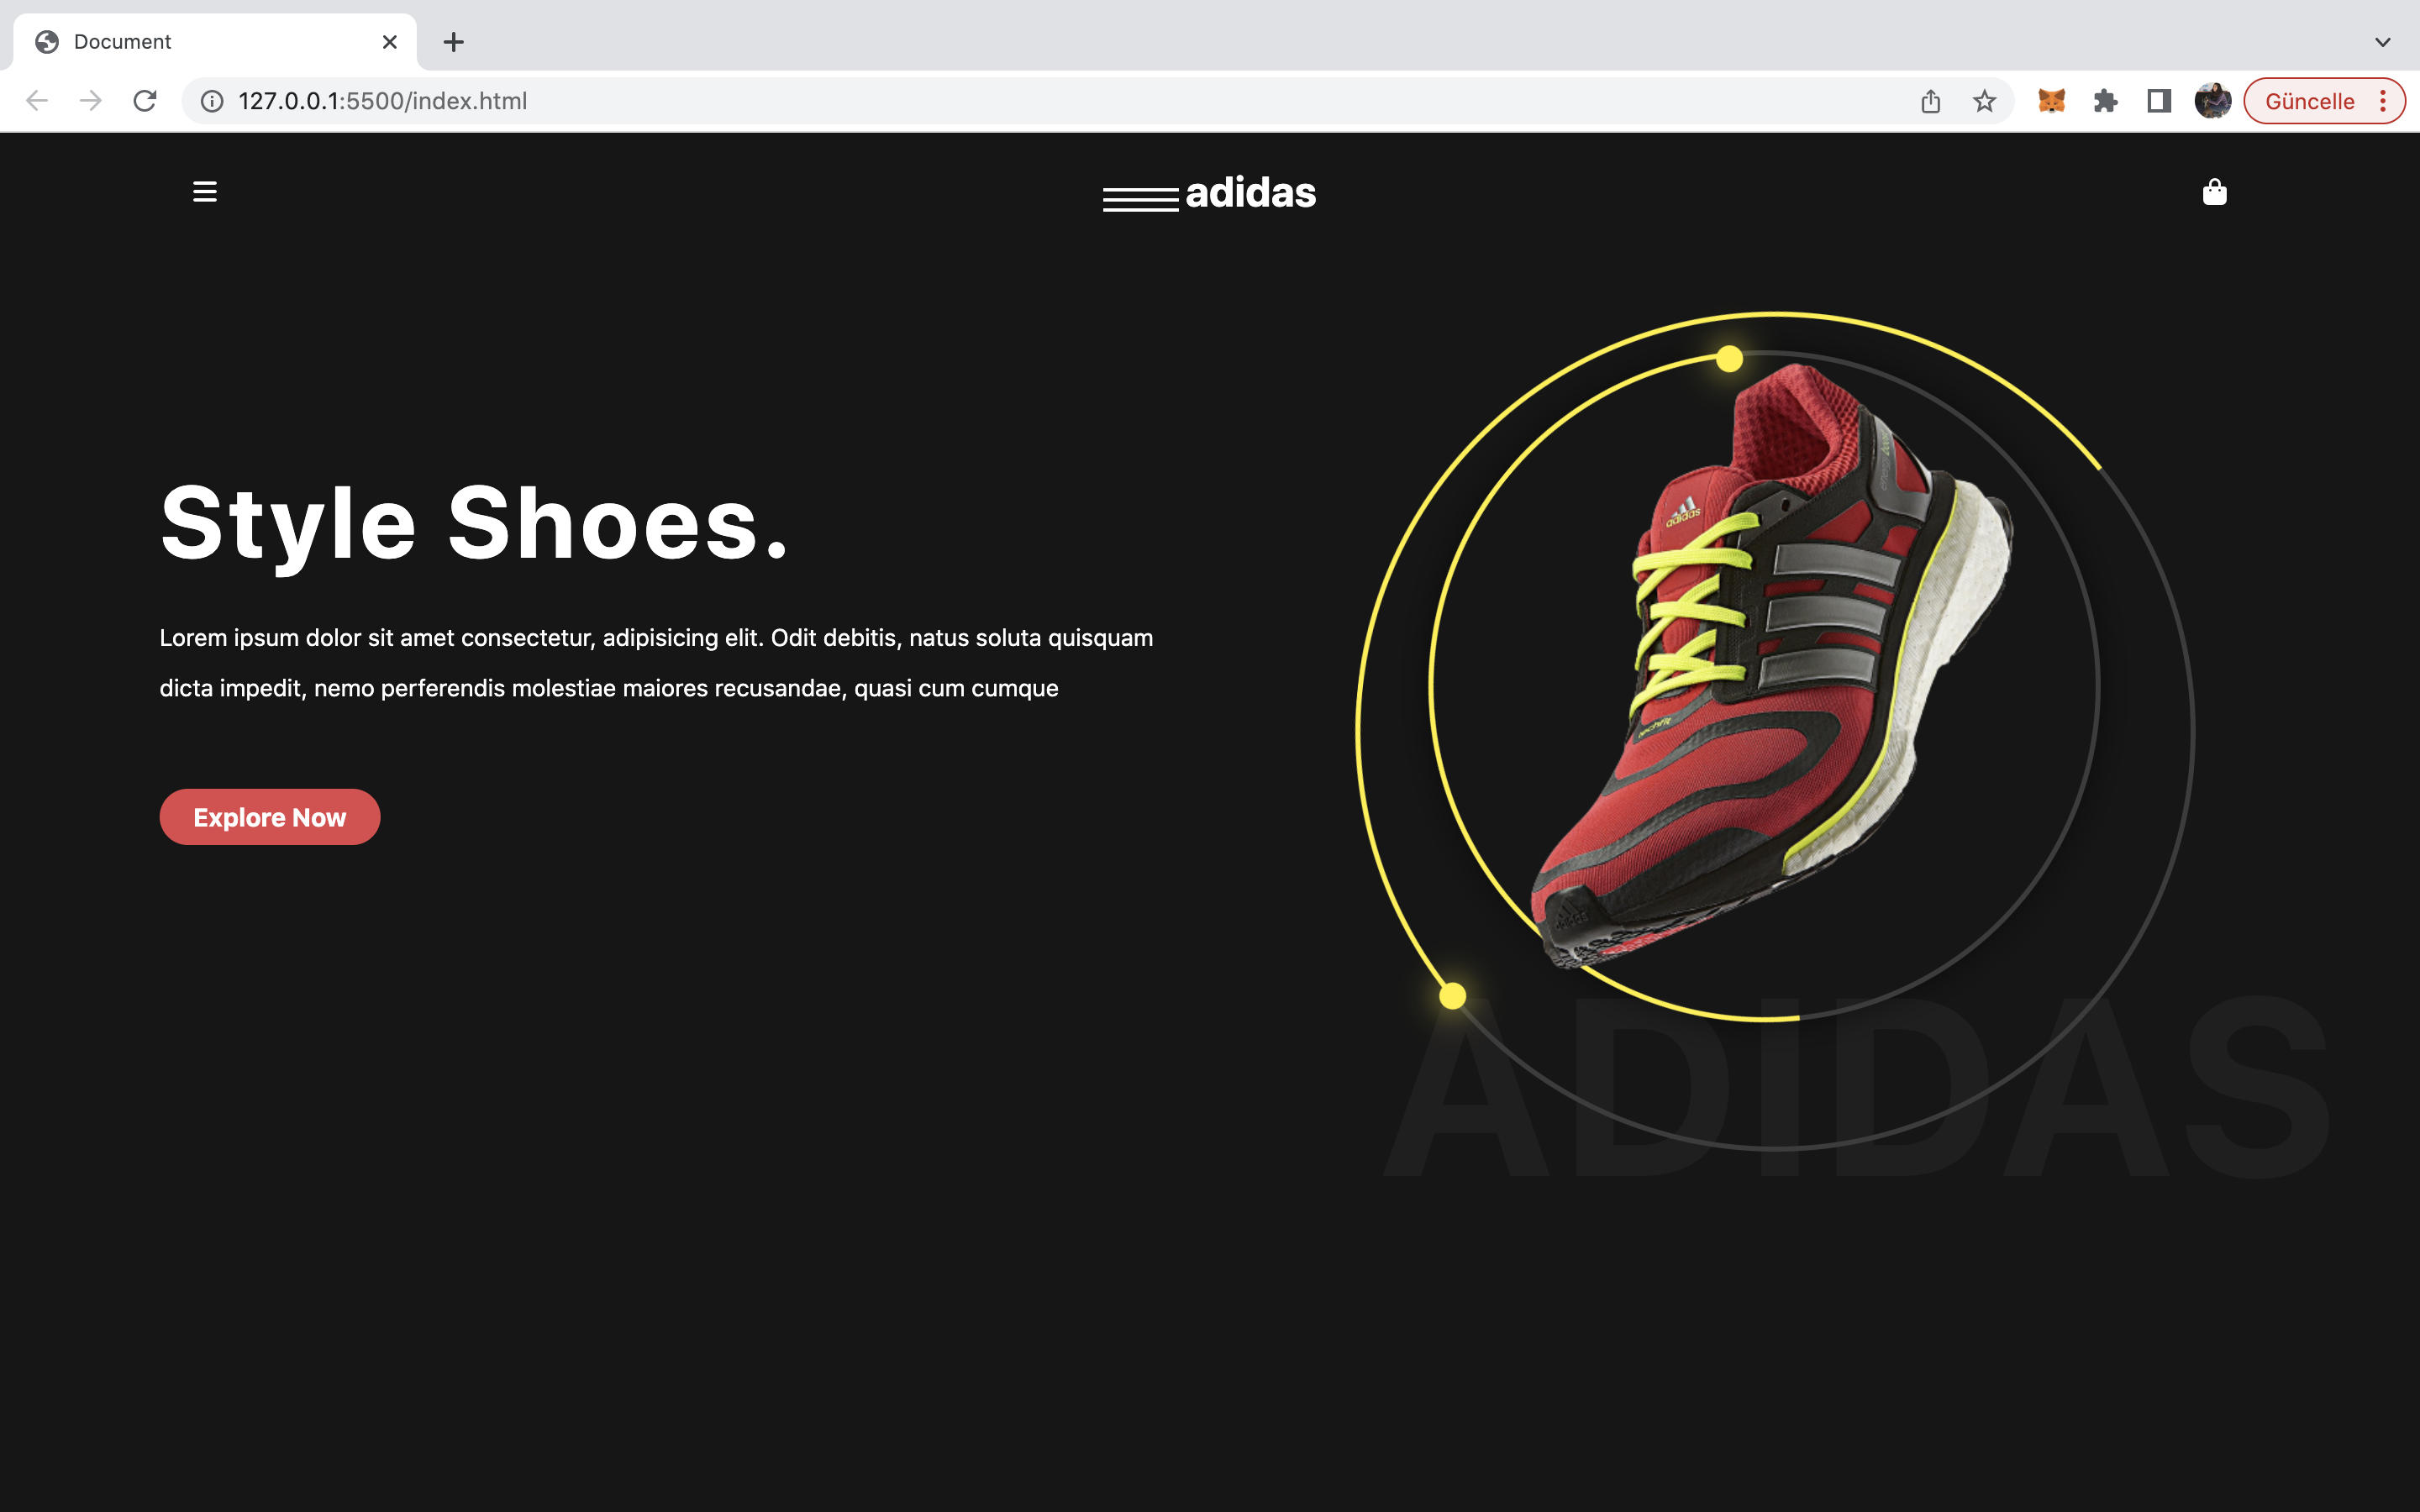 Document
127.0.0.1:5500/index.html
Güncelle
adidas
Style Shoes.
adidas
Lorem ipsum dolor sit amet consectetur, adipisicing elit. Odit debitis, natus soluta quisquam
dicta impedit, nemo perferendis molestiae maiores recusandae, quasi cum cumque
techfit
Explore Now
ADIDAS